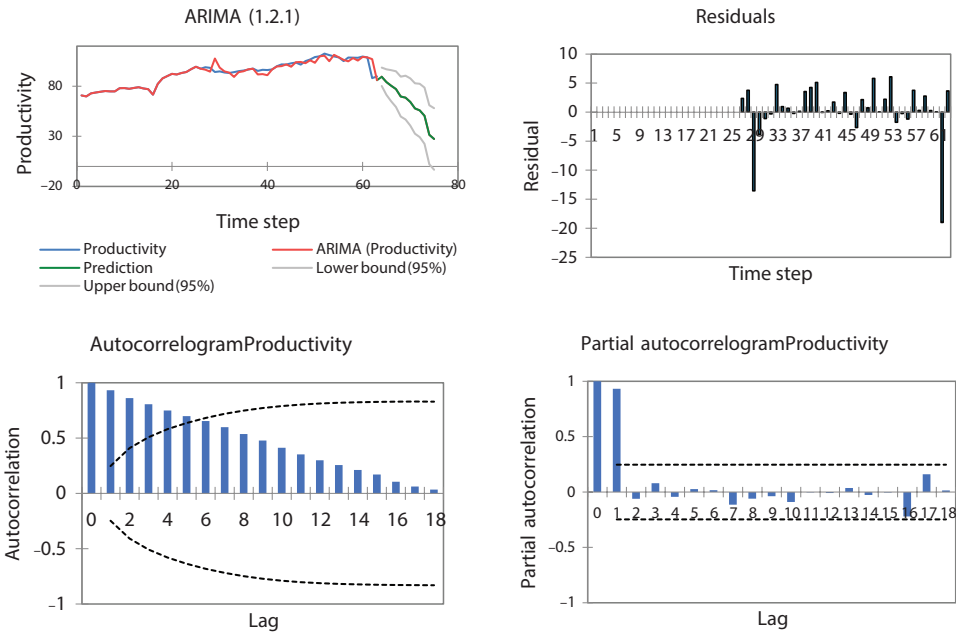 ARIMA (1.2.1)
Productivity
80
30
−20
0
20
40
60
80
Time step
Productivity
ARIMA (Productivity)
Prediction
Lower bound (95%)
Upper bound (95%)
Residuals
Residual
10
5
0
−5
−10
−15
−20
−25
1 5 9 13 17 21 25 29 33 37 41 45 49 53 57 61
Time step
AutocorrelogramProductivity
Autocorrelation
1
0.5
0
−0.5
−1
0 2 4 6 8 10 12 14 16 18
Lag
Partial autocorrelogramProductivity
Partial autocorrelation
1
0.5
0
−0.5
−1
0 1 2 3 4 5 6 7 8 9 10 11 12 13 14 15 16 17 18
Lag